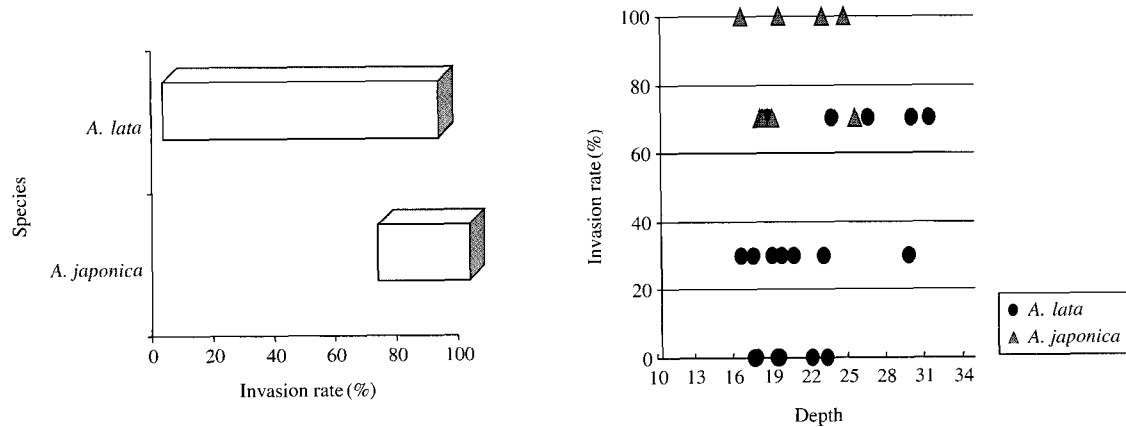 Species
A. lata
A. japonica
0 20 40 60 80 100
Invasion rate (%)
Invasion rate (%)
100
80
60
40
20
0
10 13 16 19 22 25 28 31 34
Depth
A. lata
A. japonica